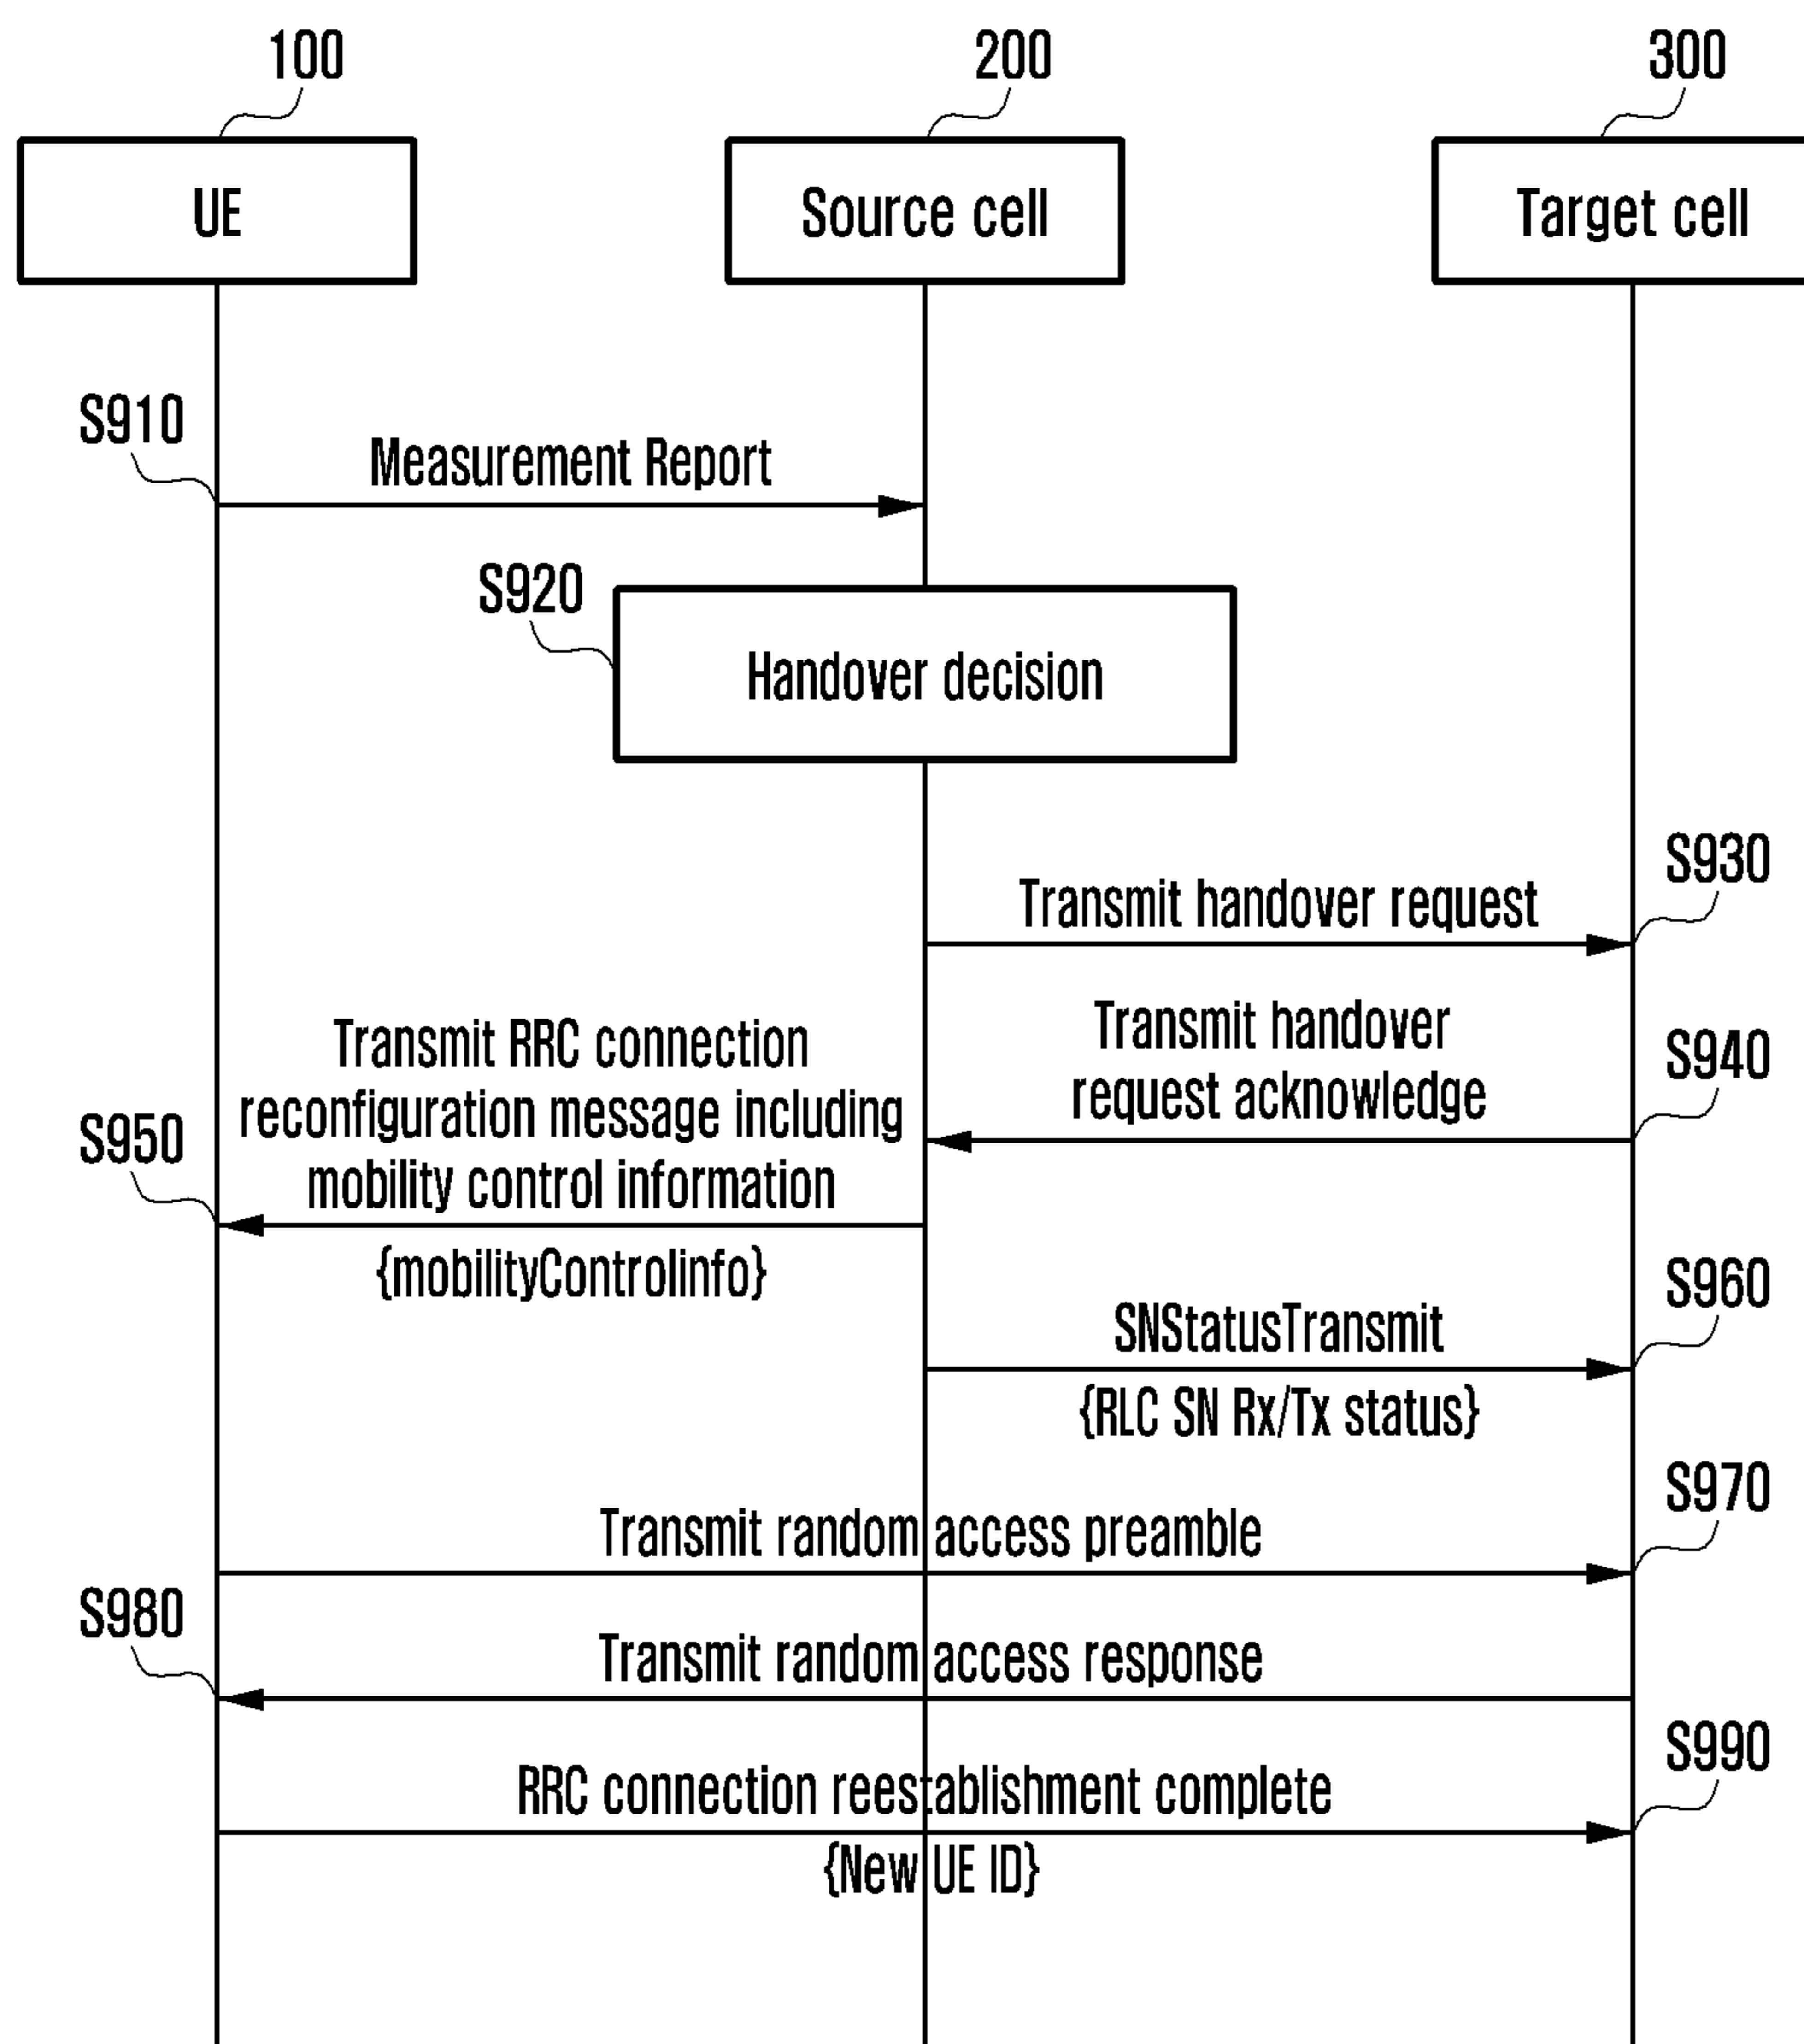 100
200
300
UE
Source cell
Target cell
S910
Measurement Report
S920
Handover decision
S930
Transmit handover request
Transmit handover
request acknowledge
S940
Transmit RRC connection
reconfiguration message including
mobility control information
S950
{mobilityControlinfo}
S960
SNStatusTransmit
{RLC SN Rx/Tx status}
S970
Transmit random access preamble
S980
Transmit random access response
S990
RRC connection reestablishment complete
{New UE ID}